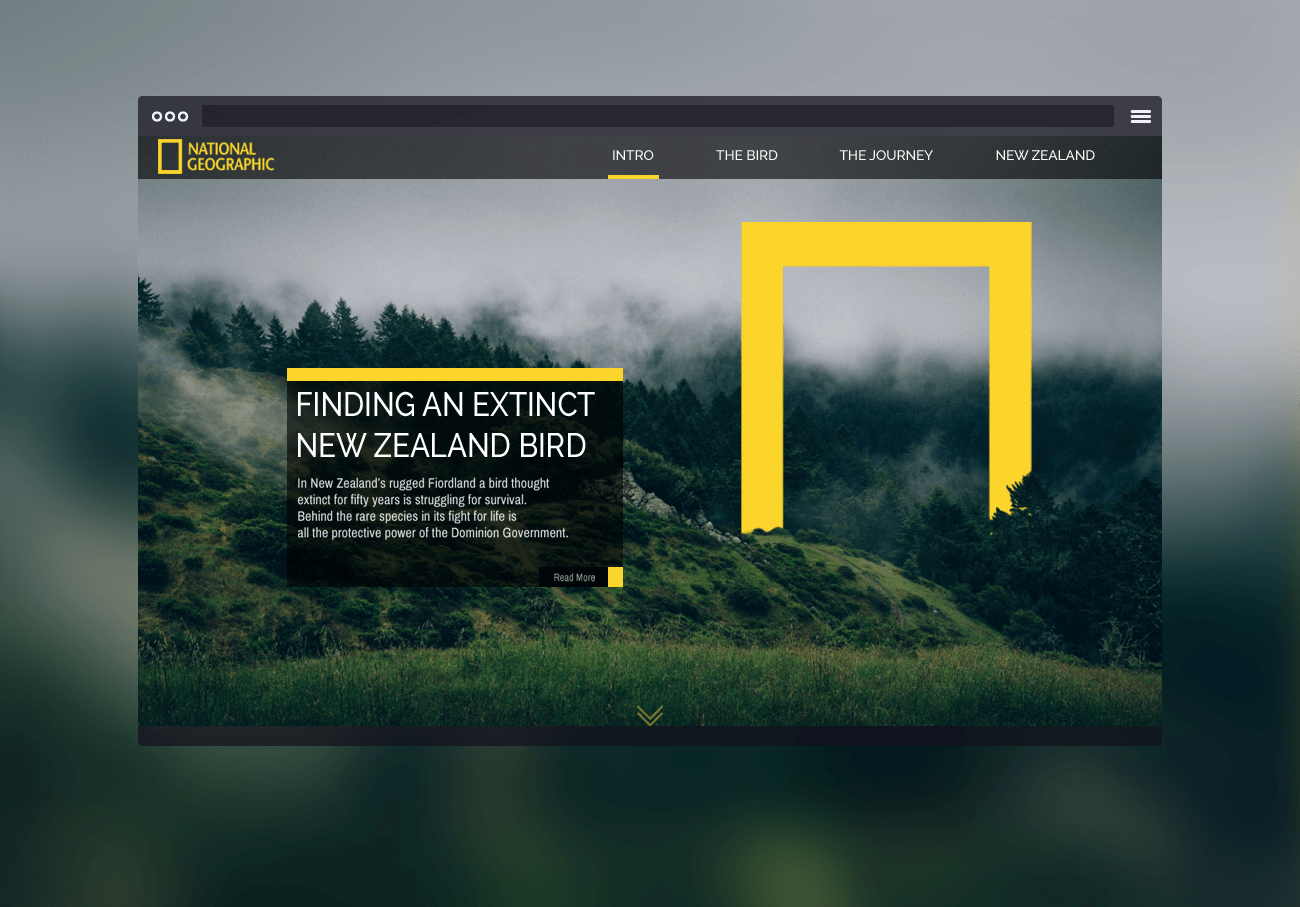 NATIONAL
GEOGRAPHIC
INTRO THE BIRD THE JOURNEY NEW ZEALAND
FINDING AN EXTINCT
NEW ZEALAND BIRD
In New Zealand's rugged Fiordland a bird thought
extinct for fifty years is struggling for survival.
Behind the rare species in its fight for life is
all the protective power of the Dominion Government.
Read More